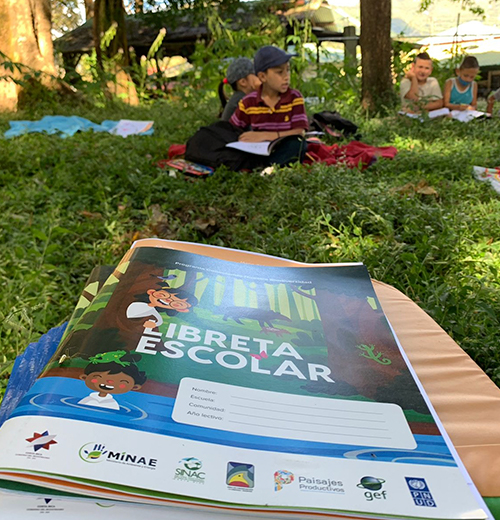 LIBRETA
ESCOLAR
Nombre:
Escuela:
Comunidad:
Año lectivo:
MINAE
SINAC
Paisajes
Productivos
gef
PNUD